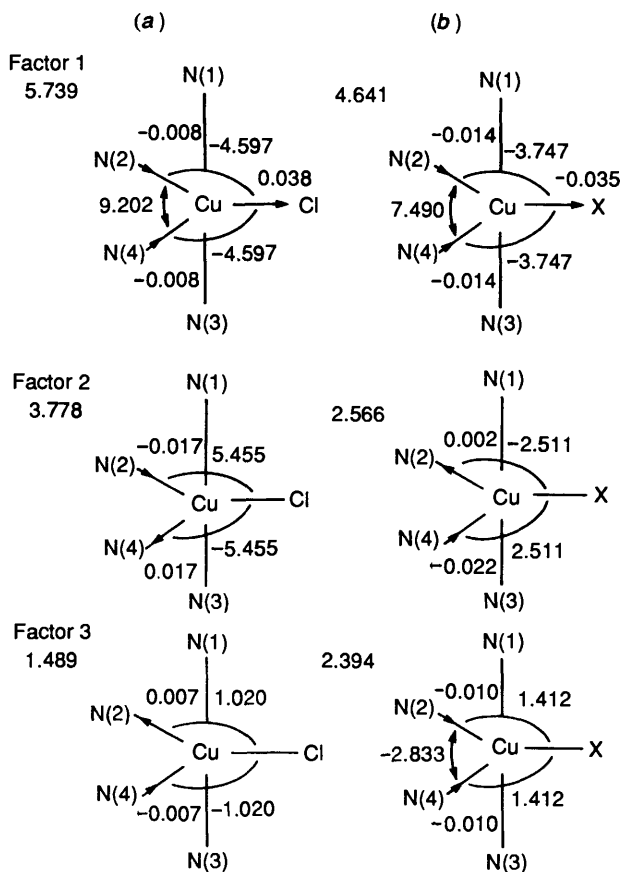 (a) (b)
Factor 1
5.739
N(1)
-0.008 -4.597
N(2) 0.038
9.202 Cu Cl
N(4) -4.597
-0.008
N(3)
4.641
N(1)
-0.014 -3.747
N(2) -0.035
7.490 Cu X
N(4) -3.747
-0.014
N(3)
Factor 2
3.778
N(1)
-0.017 5.455
N(2)
Cu Cl
N(4) -5.455
0.017
N(3)
2.566
N(1)
0.002 -2.511
N(2)
Cu X
N(4) 2.511
-0.022
N(3)
Factor 3
1.489
N(1)
0.007 1.020
N(2)
Cu Cl
N(4)
-0.007 -1.020
N(3)
2.394
N(1)
-0.010 1.412
N(2)
-2.833 Cu X
N(4) 1.412
-0.010
N(3)